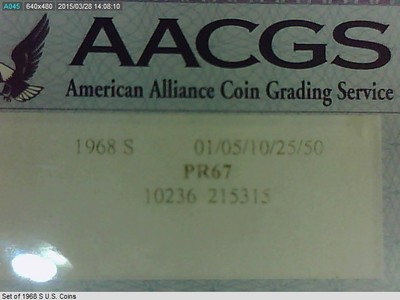 A045 640x480 2015/03/28 14:08:10
AACGS
American Alliance Coin Grading Service
1968 S 01/05/10/25/50
PR67
10236 215315
Set of 1968 S U.S. Coins